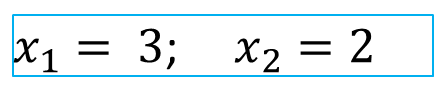 x₁ = 3; x₂ = 2